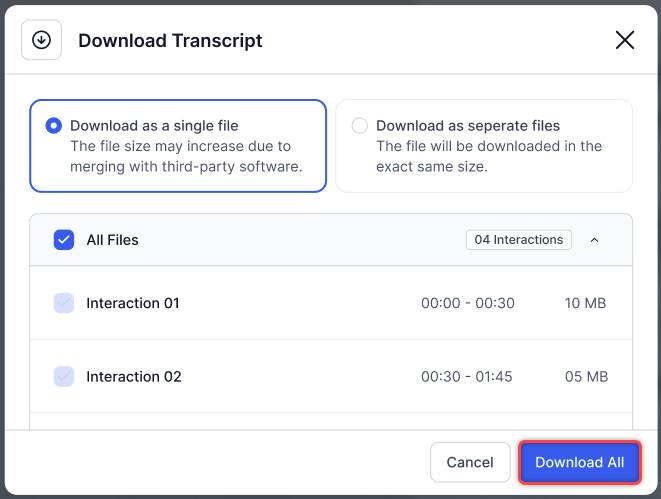 Download Transcript
Download as a single file
The file size may increase due to
merging with third-party software.
Download as seperate files
The file will be downloaded in the
exact same size.
All Files
04 Interactions
Interaction 01
00:00 - 00:30
10 MB
Interaction 02
00:30 - 01:45
05 MB
Cancel
Download All